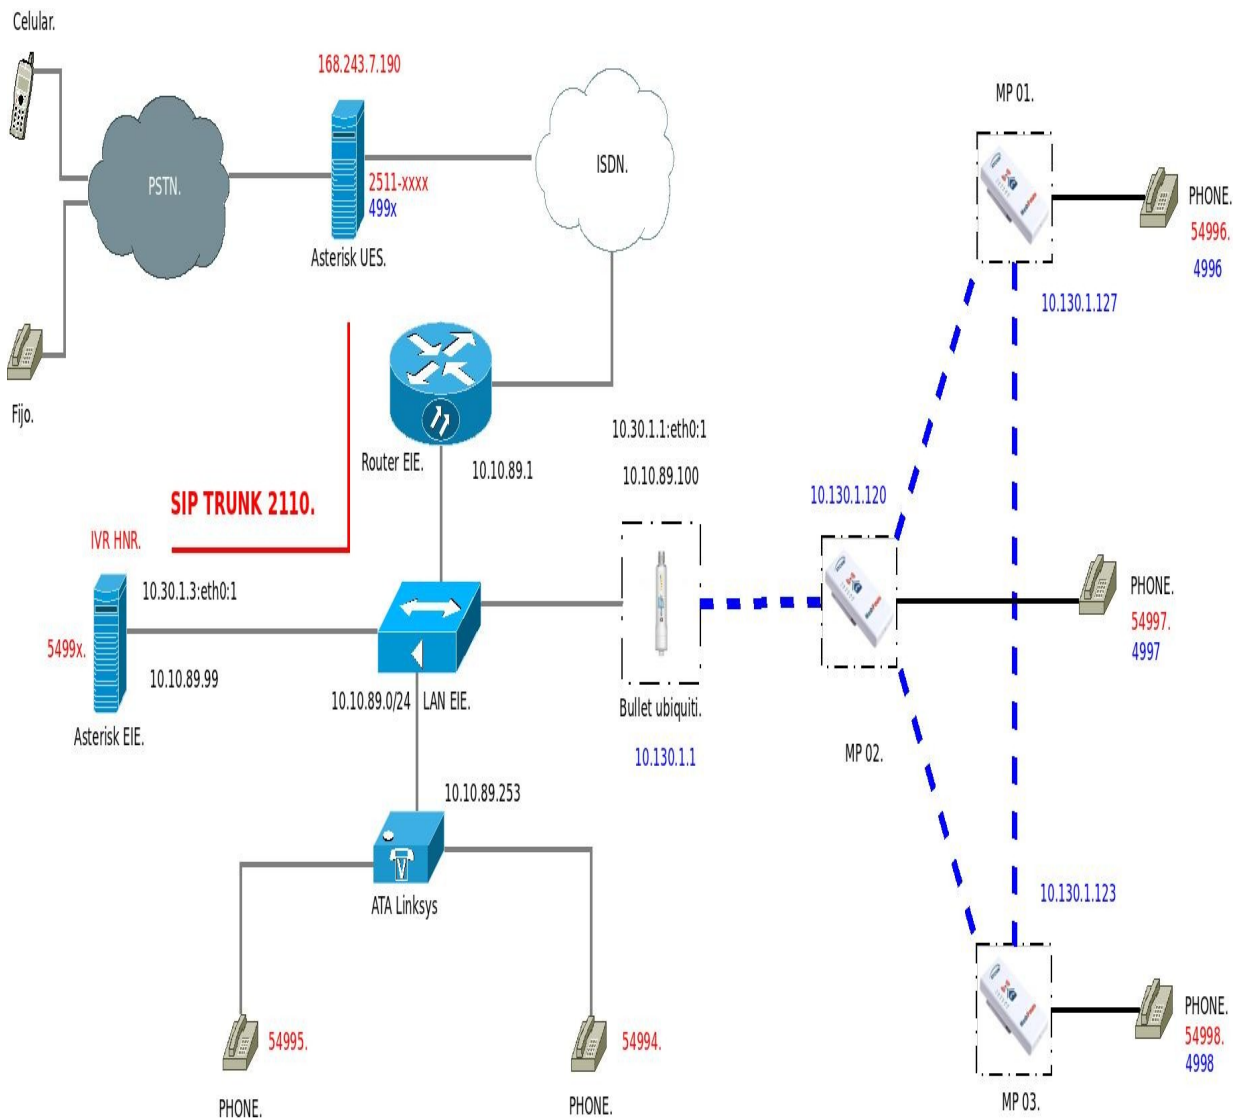 Celular.
168.243.7.190
MP 01.
PSTN.
ISDN.
2511-xxxx
499x
Asterisk UES.
PHONE.
54996.
4996
10.130.1.127
Fijo.
Router EIE.
10.10.89.1
10.30.1.1:eth0:1
10.10.89.100
10.130.1.120
SIP TRUNK 2110.
IVR HNR.
10.30.1.3:eth0:1
5499x.
10.10.89.99
Asterisk EIE.
10.10.89.0/24
LAN EIE.
Bullet ubiquiti.
10.130.1.1
MP 02.
PHONE.
54997.
4997
10.10.89.253
ATA Linksys
10.130.1.123
54995.
PHONE.
54994.
PHONE.
PHONE.
54998.
4998
MP 03.